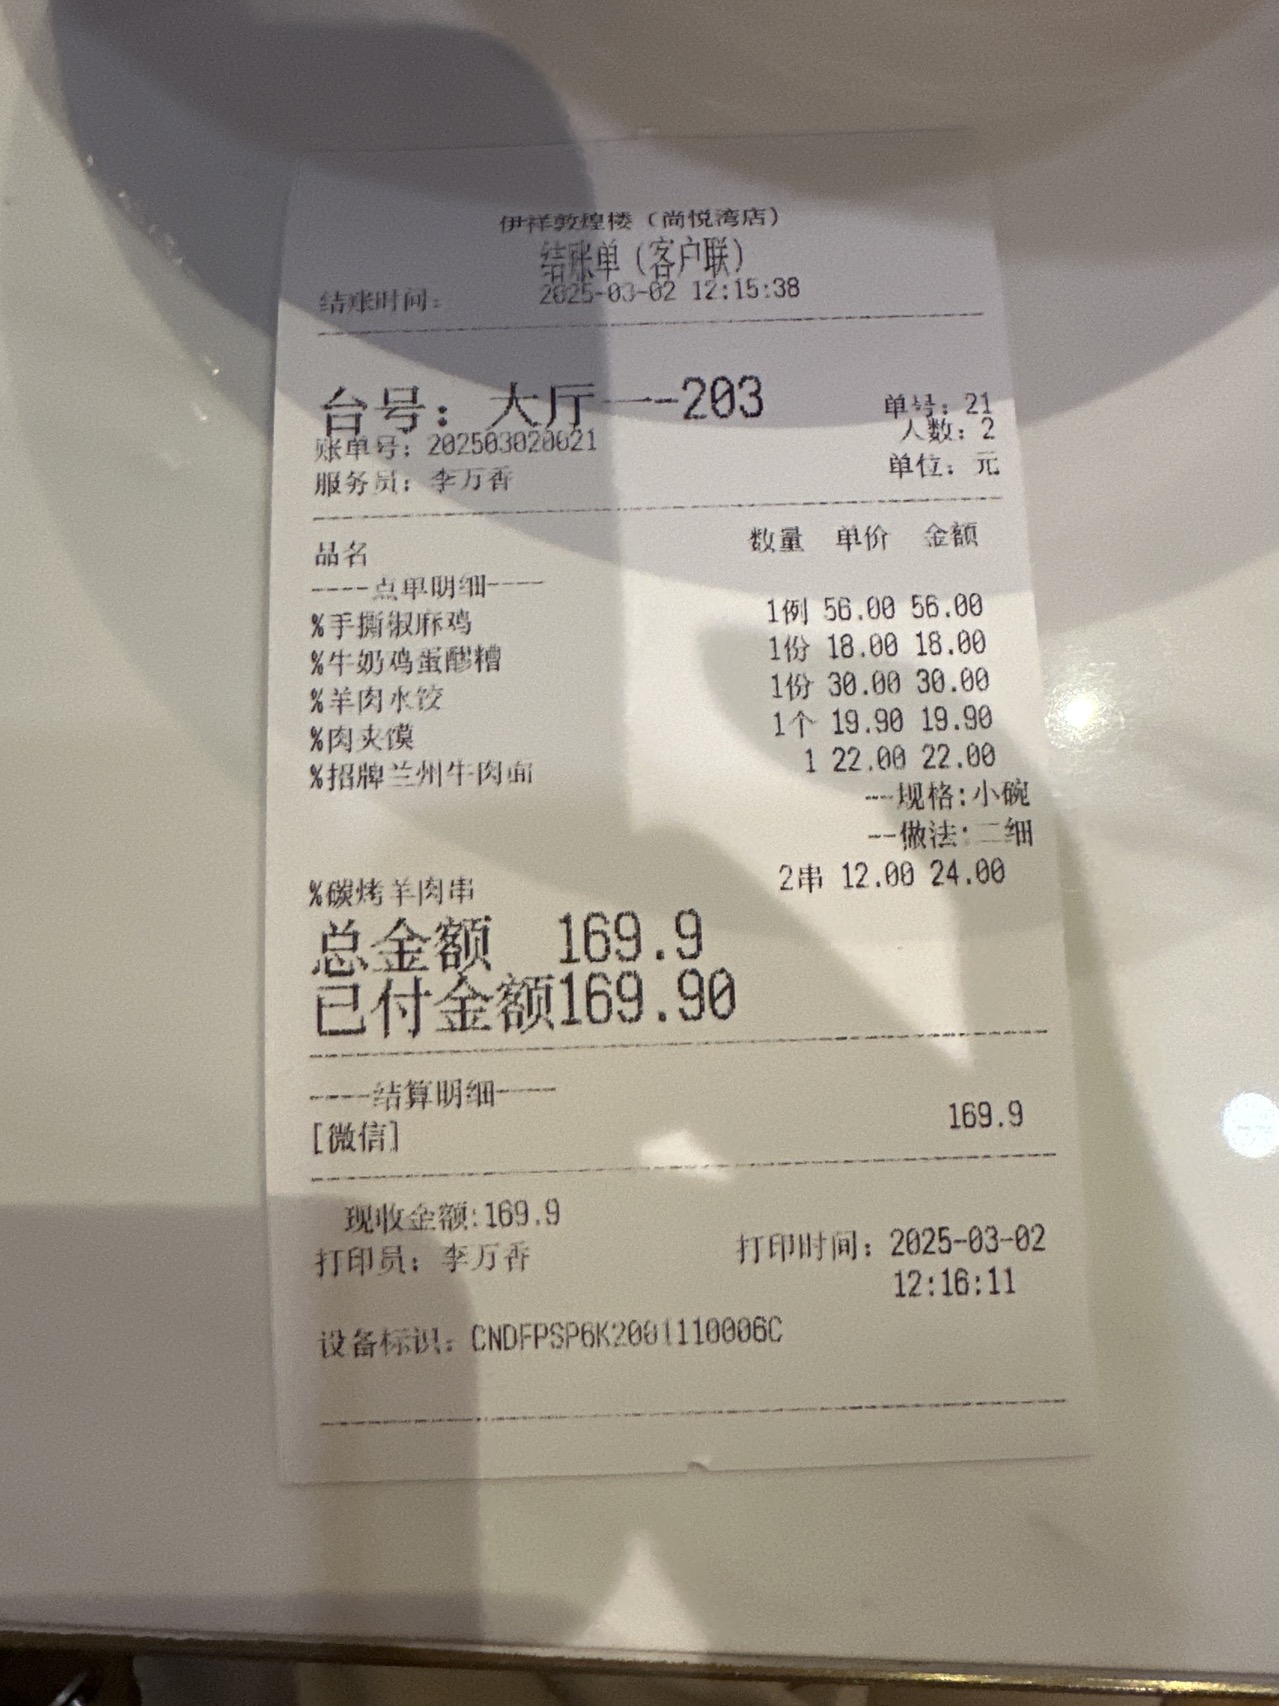 伊祥敦煌楼（尚悦湾店）
结账单（客户联）
结账时间： 2025-03-02 12:15:38
台号：大厅---203 单号：21
账单号：202503020021 人数：2
服务员：李万香 单位：元
品名 数量 单价 金额
----点单明细----
%手撕椒麻鸡 1例 56.00 56.00
%牛奶鸡蛋醪糟 1份 18.00 18.00
%羊肉水饺 1份 30.00 30.00
%肉夹馍 1个 19.90 19.90
%招牌兰州牛肉面 1 22.00 22.00
--规格:小碗
--做法:二细
%碳烤羊肉串 2串 12.00 24.00
总金额 169.9
已付金额169.90
----结算明细----
[微信] 169.9
现收金额:169.9
打印员：李万香 打印时间：2025-03-02
12:16:11
设备标识：CNDFPSP6K2001110006C